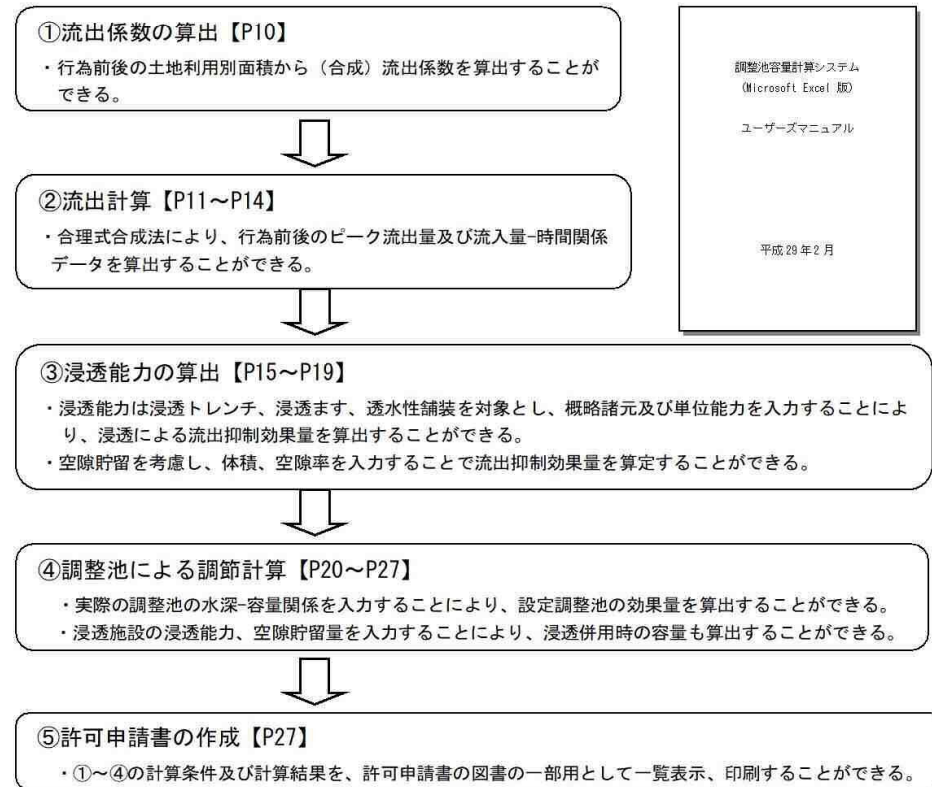 ①流出係数の算出【P10】
・行為前後の土地利用別面積から（合成）流出係数を算出することが
できる。
調整池容量計算システム
(Microsoft Excel 版)
ユーザーズマニュアル
平成29年2月
②流出計算【P11～P14】
・合理式合成法により、行為前後のピーク流出量及び流入量-時間関係
データを算出することができる。
③浸透能力の算出【P15～P19】
・浸透能力は浸透トレンチ、浸透ます、透水性舗装を対象とし、概略諸元及び単位能力を入力することによ
り、浸透による流出抑制効果量を算出することができる。
・空隙貯留を考慮し、体積、空隙率を入力することで流出抑制効果量を算定することができる。
④調整池による調節計算【P20～P27】
・実際の調整池の水深-容量関係を入力することにより、設定調整池の効果量を算出することができる。
・浸透施設の浸透能力、空隙貯留量を入力することにより、浸透併用時の容量も算出することができる。
⑤許可申請書の作成【P27】
・①～④の計算条件及び計算結果を、許可申請書の図書の一部用として一覧表示、印刷することができる。